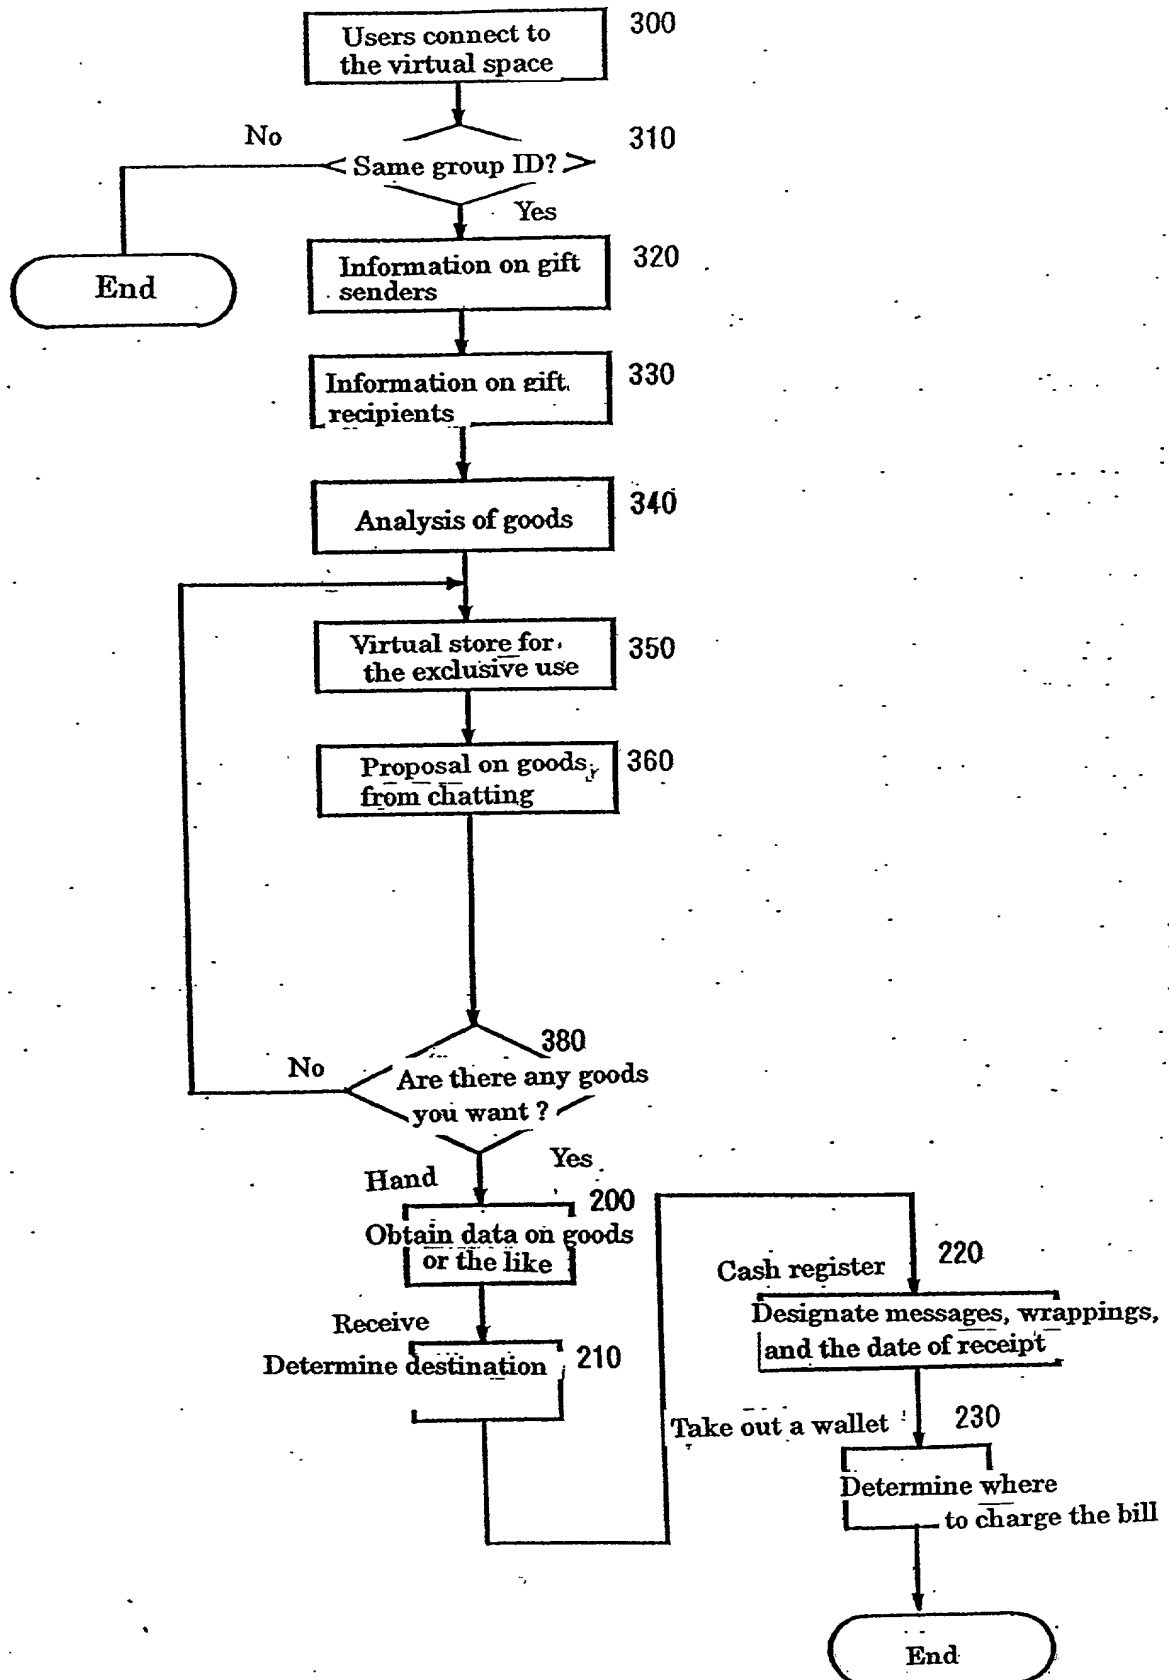 300
Users connect to
the virtual space
No
310
Same group ID?
Yes
320
Information on gift
senders
End
330
Information on gift
recipients
340
Analysis of goods
350
Virtual store for
the exclusive use
360
Proposal on goods
from chatting
380
No
Are there any goods
you want ?
Yes
Hand
200
Obtain data on goods
or the like
Receive
Determine destination
210
Cash register
220
Designate messages, wrappings,
and the date of receipt
Take out a wallet
230
Determine where
to charge the bill
End